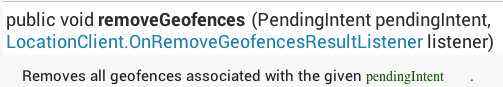 public void removeGeofences (PendingIntent pendingIntent,
LocationClient.OnRemoveGeofencesResultListener listener)
Removes all geofences associated with the given pendingIntent .